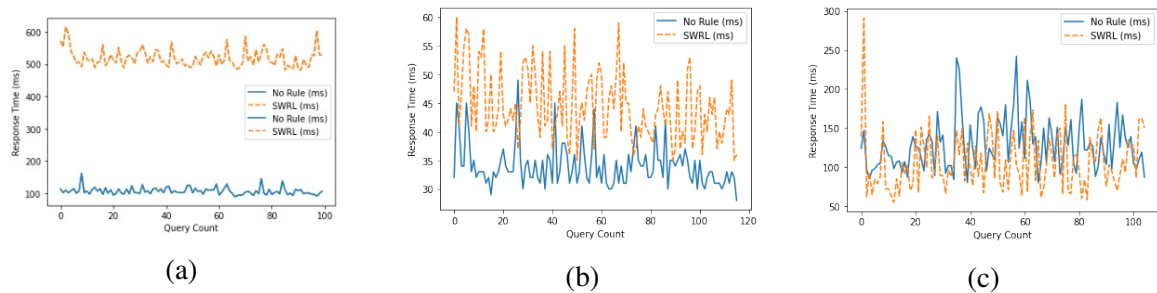 600
500
400
300
200
100
0
20
40
60
80
100
Response Time (ms)
Query Count
No Rule (ms)
SWRL (ms)
No Rule (ms)
SWRL (ms)
(a)
60
55
50
45
40
35
30
0
20
40
60
80
100
120
Response Time (ms)
Query Count
No Rule (ms)
SWRL (ms)
(b)
300
250
200
150
100
50
0
20
40
60
80
100
Response Time (ms)
Query Count
No Rule (ms)
SWRL (ms)
(c)